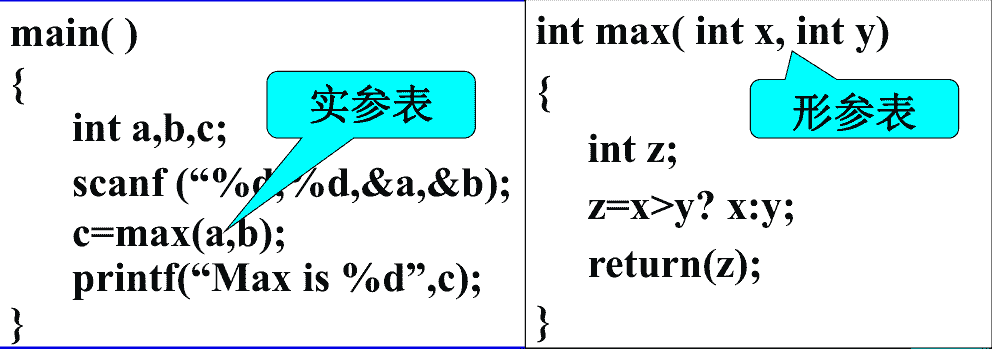 main( )
{
int a,b,c;
scanf (“%d,%d,&a,&b);
c=max(a,b);
printf(“Max is %d”,c);
}
实参表
int max( int x, int y)
{
int z;
z=x>y? x:y;
return(z);
}
形参表